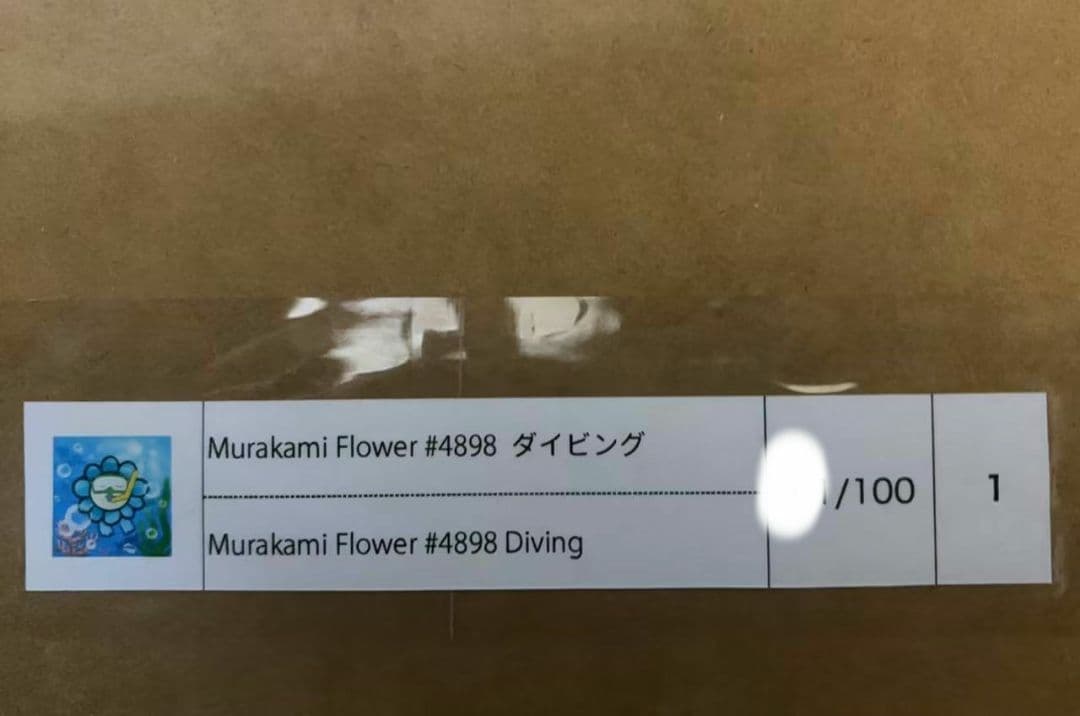 Murakami Flower #4898 ダイビング
Murakami Flower #4898 Diving
/100
1